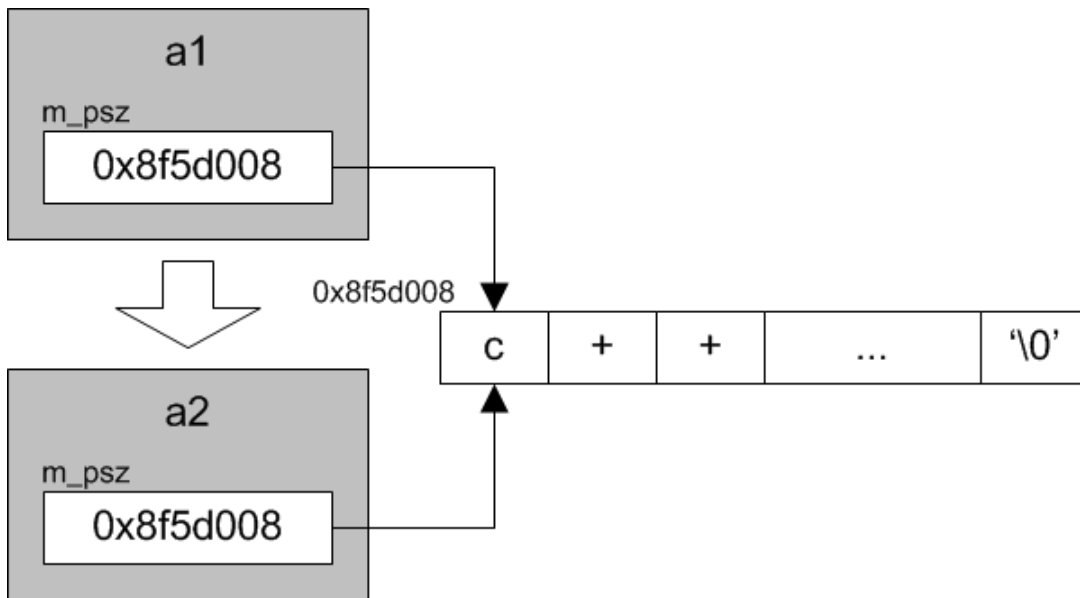 a1
m_psz
0x8f5d008
0x8f5d008
c + + ... ‘\0’
a2
m_psz
0x8f5d008